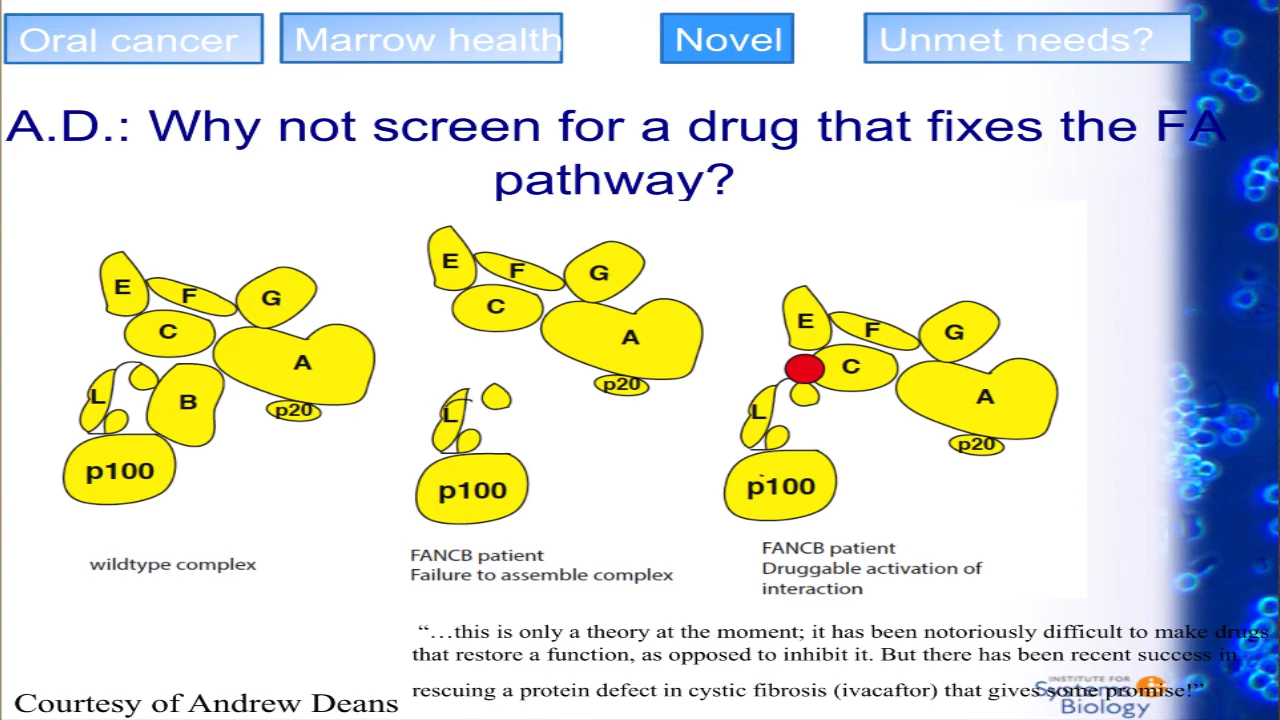 Oral cancer
Marrow health
Novel
Unmet needs?
A.D.: Why not screen for a drug that fixes the FA
pathway?
E
F
G
C
A
L
B
p20
p100
wildtype complex
E
F
G
C
A
p20
L
p100
FANCB patient
Failure to assemble complex
E
F
G
C
A
L
p20
p100
FANCB patient
Druggable activation of
interaction
“…this is only a theory at the moment; it has been notoriously difficult to make drugs
that restore a function, as opposed to inhibit it. But there has been recent success in
rescuing a protein defect in cystic fibrosis (ivacaftor) that gives some promise!”
Courtesy of Andrew Deans
INSTITUTE FOR
Systems
Biology